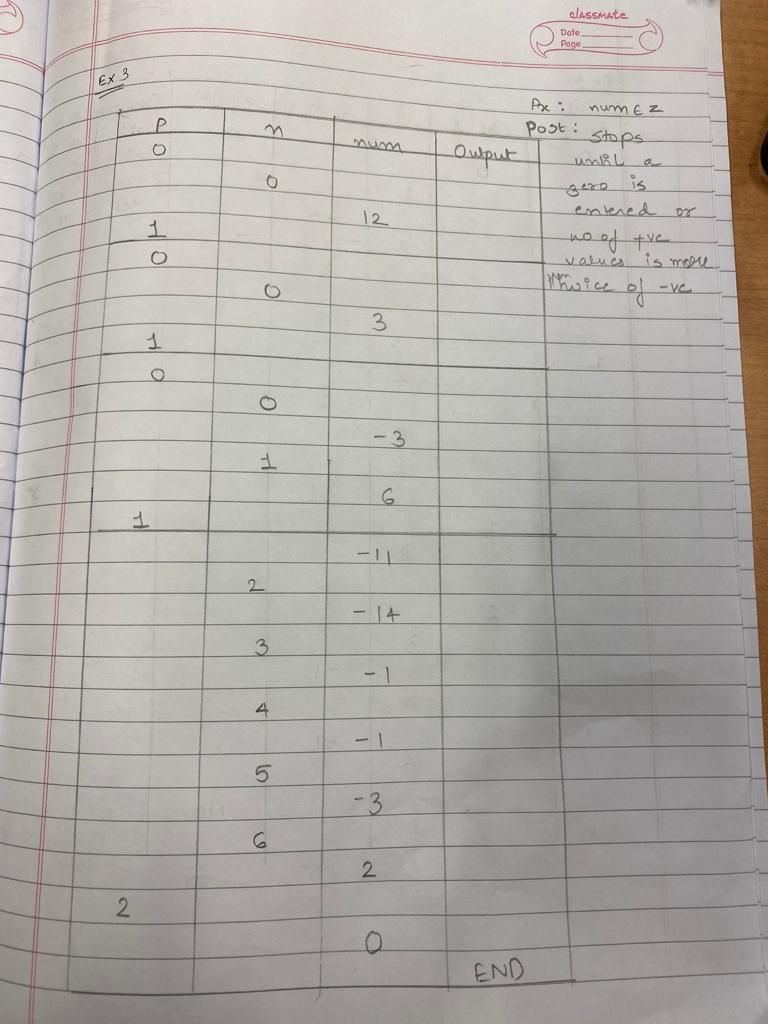 classmate
Date
Page
Ex 3
Pre: num ∈ Z
Post: Stops
until a
zero is
entered or
no of +ve
values is more
than twice of -ve
P n num Output
0
0
12
1
0
0
3
1
0
0
-3
1
6
1
-11
2
-14
3
-1
4
-1
5
-3
6
2
2
0
END